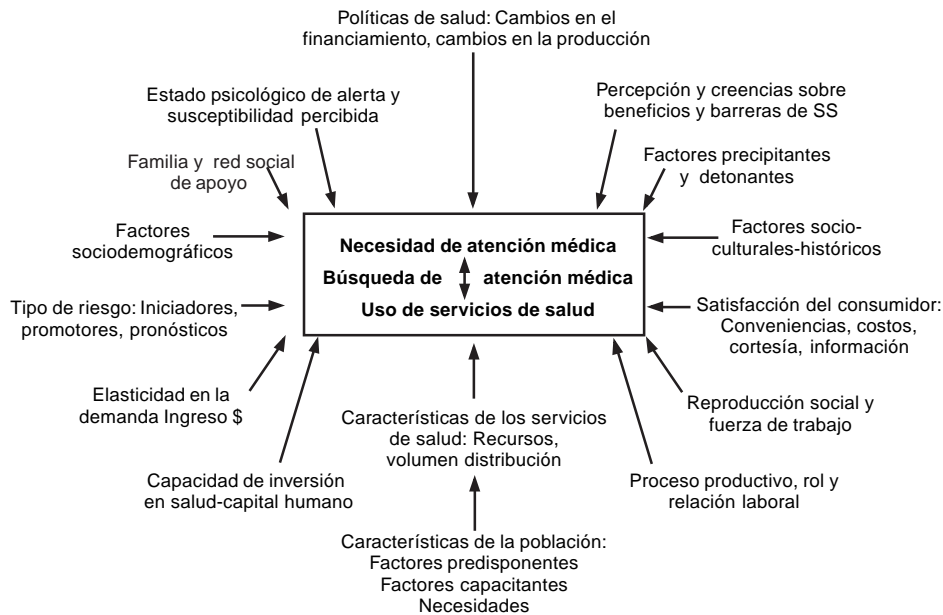 Políticas de salud: Cambios en el
financiamiento, cambios en la producción
Estado psicológico de alerta y
susceptibilidad percibida
Percepción y creencias sobre
beneficios y barreras de SS
Familia y red social
de apoyo
Factores precipitantes
y detonantes
Factores
sociodemográficos
Necesidad de atención médica
Búsqueda de atención médica
Uso de servicios de salud
Factores socio-
culturales-históricos
Tipo de riesgo: Iniciadores,
promotores, pronósticos
Satisfacción del consumidor:
Conveniencias, costos,
cortesía, información
Elasticidad en la
demanda Ingreso $
Características de los servicios
de salud: Recursos,
volumen distribución
Reproducción social y
fuerza de trabajo
Capacidad de inversión
en salud-capital humano
Proceso productivo, rol y
relación laboral
Características de la población:
Factores predisponentes
Factores capacitantes
Necesidades